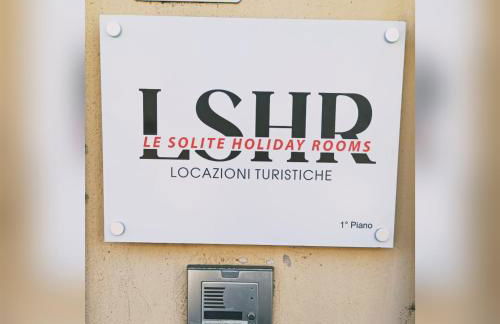 LSHR
LE SOLITE HOLIDAY ROOMS
LOCAZIONI TURISTICHE
1° Piano